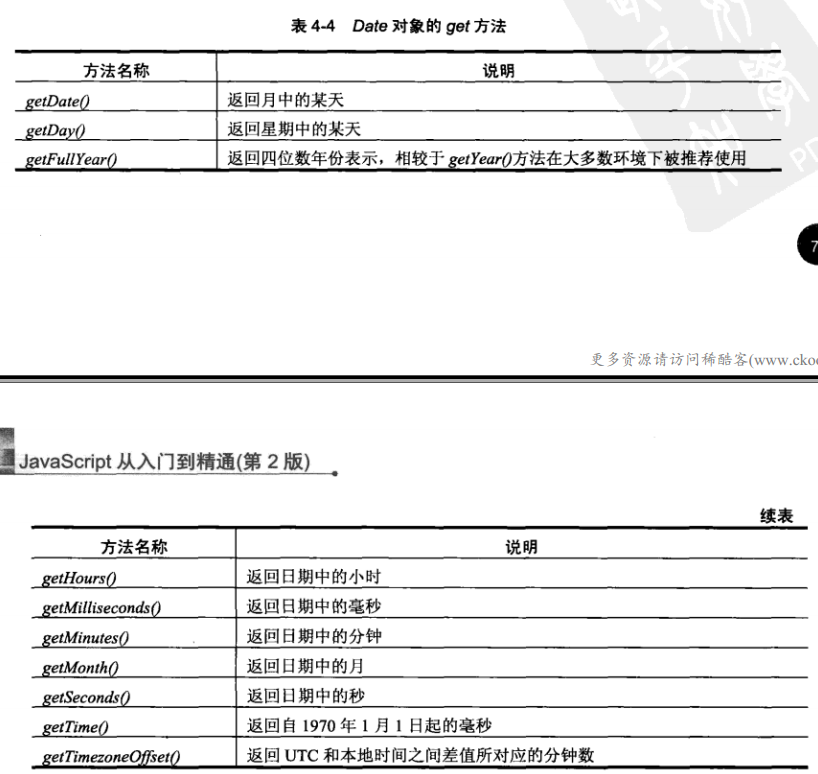 表 4-4 Date 对象的 get 方法
方法名称 说明
getDate() 返回月中的某天
getDay() 返回星期中的某天
getFullYear() 返回四位数年份表示，相较于 getYear()方法在大多数环境下被推荐使用
7
更多资源请访问稀酷客(www.cko
JavaScript 从入门到精通(第 2 版)
续表
方法名称 说明
getHours() 返回日期中的小时
getMilliseconds() 返回日期中的毫秒
getMinutes() 返回日期中的分钟
getMonth() 返回日期中的月
getSeconds() 返回日期中的秒
getTime() 返回自 1970 年 1 月 1 日起的毫秒
getTimezoneOffset() 返回 UTC 和本地时间之间差值所对应的分钟数